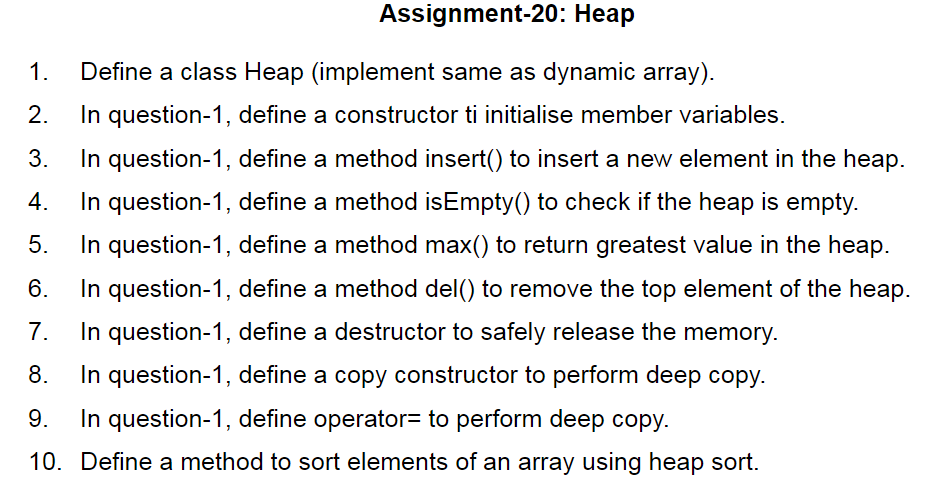 Assignment-20: Heap
1. Define a class Heap (implement same as dynamic array).
2. In question-1, define a constructor ti initialise member variables.
3. In question-1, define a method insert() to insert a new element in the heap.
4. In question-1, define a method isEmpty() to check if the heap is empty.
5. In question-1, define a method max() to return greatest value in the heap.
6. In question-1, define a method del() to remove the top element of the heap.
7. In question-1, define a destructor to safely release the memory.
8. In question-1, define a copy constructor to perform deep copy.
9. In question-1, define operator= to perform deep copy.
10. Define a method to sort elements of an array using heap sort.